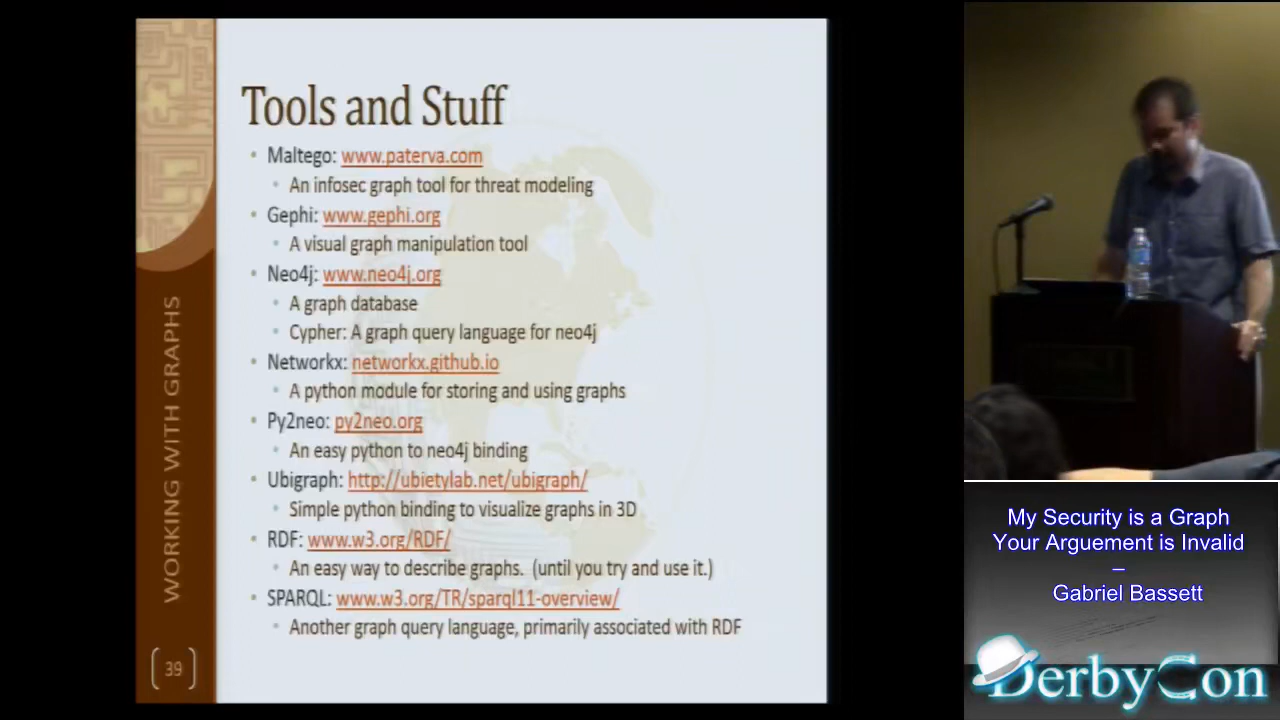 Tools and Stuff
• Maltego: www.paterva.com
• An infosec graph tool for threat modeling
• Gephi: www.gephi.org
• A visual graph manipulation tool
• Neo4j: www.neo4j.org
• A graph database
• Cypher: A graph query language for neo4j
• Networkx: networkx.github.io
• A python module for storing and using graphs
• Py2neo: py2neo.org
• An easy python to neo4j binding
• Ubigraph: http://ubietylab.net/ubigraph/
• Simple python binding to visualize graphs in 3D
• RDF: www.w3.org/RDF/
• An easy way to describe graphs. (until you try and use it.)
• SPARQL: www.w3.org/TR/sparql11-overview/
• Another graph query language, primarily associated with RDF
WORKING WITH GRAPHS
[39]
My Security is a Graph
Your Arguement is Invalid
–
Gabriel Bassett
DerbyCon